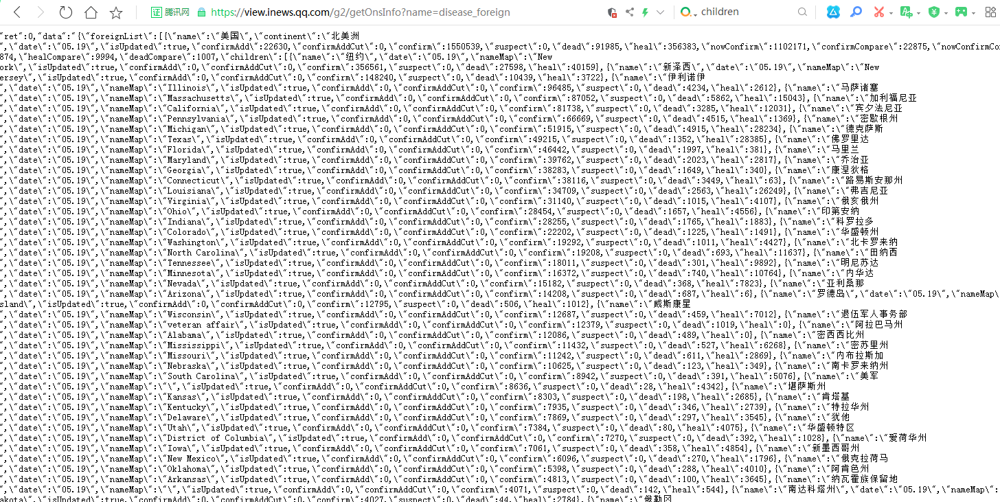 证 腾讯网 https://view.inews.qq.com/g2/getOnsInfo?name=disease_foreign children
"ret":0,"data":"{\"foreignList\":[{\"name\":\"美国\",\"continent\":\"北美洲
\",\"date\":\"05.19\",\"isUpdated\":true,\"confirmAdd\":22630,\"confirmAddCut\":0,\"confirm\":1550539,\"suspect\":0,\"dead\":91985,\"heal\":356383,\"nowConfirm\":1102171,\"confirmCompare\":22875,\"nowConfirmCo
874,\"healCompare\":9994,\"deadCompare\":1007,\"children\":[{\"name\":\"纽约\",\"date\":\"05.19\",\"nameMap\":\"New
ork\",\"isUpdated\":true,\"confirmAdd\":0,\"confirmAddCut\":0,\"confirm\":356561,\"suspect\":0,\"dead\":27598,\"heal\":40159},{\"name\":\"新泽西\",\"date\":\"05.19\",\"nameMap\":\"New
ersey\",\"isUpdated\":true,\"confirmAdd\":0,\"confirmAddCut\":0,\"confirm\":148240,\"suspect\":0,\"dead\":10439,\"heal\":3722},{\"name\":\"伊利诺伊
\",\"date\":\"05.19\",\"nameMap\":\"Illinois\",\"isUpdated\":true,\"confirmAdd\":0,\"confirmAddCut\":0,\"confirm\":96485,\"suspect\":0,\"dead\":4234,\"heal\":2612},{\"name\":\"马萨诸塞
\",\"date\":\"05.19\",\"nameMap\":\"Massachusetts\",\"isUpdated\":true,\"confirmAdd\":0,\"confirmAddCut\":0,\"confirm\":87052,\"suspect\":0,\"dead\":5862,\"heal\":15043},{\"name\":\"加利福尼亚
\",\"date\":\"05.19\",\"nameMap\":\"California\",\"isUpdated\":true,\"confirmAdd\":0,\"confirmAddCut\":0,\"confirm\":81738,\"suspect\":0,\"dead\":3285,\"heal\":12031},{\"name\":\"宾夕法尼亚
\",\"date\":\"05.19\",\"nameMap\":\"Pennsylvania\",\"isUpdated\":true,\"confirmAdd\":0,\"confirmAddCut\":0,\"confirm\":66669,\"suspect\":0,\"dead\":4515,\"heal\":1369},{\"name\":\"密歇根州
\",\"date\":\"05.19\",\"nameMap\":\"Michigan\",\"isUpdated\":true,\"confirmAdd\":0,\"confirmAddCut\":0,\"confirm\":51915,\"suspect\":0,\"dead\":4915,\"heal\":28234},{\"name\":\"德克萨斯
\",\"date\":\"05.19\",\"nameMap\":\"Texas\",\"isUpdated\":true,\"confirmAdd\":0,\"confirmAddCut\":0,\"confirm\":49215,\"suspect\":0,\"dead\":1352,\"heal\":28385},{\"name\":\"佛罗里达
\",\"date\":\"05.19\",\"nameMap\":\"Florida\",\"isUpdated\":true,\"confirmAdd\":0,\"confirmAddCut\":0,\"confirm\":46442,\"suspect\":0,\"dead\":1997,\"heal\":381},{\"name\":\"马里兰
\",\"date\":\"05.19\",\"nameMap\":\"Maryland\",\"isUpdated\":true,\"confirmAdd\":0,\"confirmAddCut\":0,\"confirm\":39762,\"suspect\":0,\"dead\":2023,\"heal\":2817},{\"name\":\"乔治亚
\",\"date\":\"05.19\",\"nameMap\":\"Georgia\",\"isUpdated\":true,\"confirmAdd\":0,\"confirmAddCut\":0,\"confirm\":38283,\"suspect\":0,\"dead\":1649,\"heal\":340},{\"name\":\"康涅狄格
\",\"date\":\"05.19\",\"nameMap\":\"Connecticut\",\"isUpdated\":true,\"confirmAdd\":0,\"confirmAddCut\":0,\"confirm\":38116,\"suspect\":0,\"dead\":3449,\"heal\":63},{\"name\":\"路易斯安那州
\",\"date\":\"05.19\",\"nameMap\":\"Louisiana\",\"isUpdated\":true,\"confirmAdd\":0,\"confirmAddCut\":0,\"confirm\":34709,\"suspect\":0,\"dead\":2563,\"heal\":26249},{\"name\":\"弗吉尼亚
\",\"date\":\"05.19\",\"nameMap\":\"Virginia\",\"isUpdated\":true,\"confirmAdd\":0,\"confirmAddCut\":0,\"confirm\":31140,\"suspect\":0,\"dead\":1015,\"heal\":4107},{\"name\":\"俄亥俄州
\",\"date\":\"05.19\",\"nameMap\":\"Ohio\",\"isUpdated\":true,\"confirmAdd\":0,\"confirmAddCut\":0,\"confirm\":28454,\"suspect\":0,\"dead\":1657,\"heal\":4556},{\"name\":\"印第安纳
\",\"date\":\"05.19\",\"nameMap\":\"Indiana\",\"isUpdated\":true,\"confirmAdd\":0,\"confirmAddCut\":0,\"confirm\":28255,\"suspect\":0,\"dead\":1765,\"heal\":1883},{\"name\":\"科罗拉多
\",\"date\":\"05.19\",\"nameMap\":\"Colorado\",\"isUpdated\":true,\"confirmAdd\":0,\"confirmAddCut\":0,\"confirm\":22202,\"suspect\":0,\"dead\":1225,\"heal\":1491},{\"name\":\"华盛顿州
\",\"date\":\"05.19\",\"nameMap\":\"Washington\",\"isUpdated\":true,\"confirmAdd\":0,\"confirmAddCut\":0,\"confirm\":19292,\"suspect\":0,\"dead\":1011,\"heal\":4427},{\"name\":\"北卡罗来纳
\",\"date\":\"05.19\",\"nameMap\":\"North Carolina\",\"isUpdated\":true,\"confirmAdd\":0,\"confirmAddCut\":0,\"confirm\":19208,\"suspect\":0,\"dead\":693,\"heal\":11637},{\"name\":\"田纳西
\",\"date\":\"05.19\",\"nameMap\":\"Tennessee\",\"isUpdated\":true,\"confirmAdd\":0,\"confirmAddCut\":0,\"confirm\":18011,\"suspect\":0,\"dead\":301,\"heal\":9892},{\"name\":\"明尼苏达
\",\"date\":\"05.19\",\"nameMap\":\"Minnesota\",\"isUpdated\":true,\"confirmAdd\":0,\"confirmAddCut\":0,\"confirm\":16372,\"suspect\":0,\"dead\":740,\"heal\":10764},{\"name\":\"内华达
\",\"date\":\"05.19\",\"nameMap\":\"Nevada\",\"isUpdated\":true,\"confirmAdd\":0,\"confirmAddCut\":0,\"confirm\":15182,\"suspect\":0,\"dead\":368,\"heal\":7823},{\"name\":\"亚利桑那
\",\"date\":\"05.19\",\"nameMap\":\"Arizona\",\"isUpdated\":true,\"confirmAdd\":0,\"confirmAddCut\":0,\"confirm\":14208,\"suspect\":0,\"dead\":687,\"heal\":6},{\"name\":\"罗德岛\",\"date\":\"05.19\",\"nameMap\
sland\",\"isUpdated\":true,\"confirmAdd\":0,\"confirmAddCut\":0,\"confirm\":12795,\"suspect\":0,\"dead\":506,\"heal\":1012},{\"name\":\"威斯康星
\",\"date\":\"05.19\",\"nameMap\":\"Wisconsin\",\"isUpdated\":true,\"confirmAdd\":0,\"confirmAddCut\":0,\"confirm\":12687,\"suspect\":0,\"dead\":459,\"heal\":7012},{\"name\":\"退伍军人事务部
\",\"date\":\"05.19\",\"nameMap\":\"veteran affair\",\"isUpdated\":true,\"confirmAdd\":0,\"confirmAddCut\":0,\"confirm\":12379,\"suspect\":0,\"dead\":1019,\"heal\":0},{\"name\":\"阿拉巴马州
\",\"date\":\"05.19\",\"nameMap\":\"Alabama\",\"isUpdated\":true,\"confirmAdd\":0,\"confirmAddCut\":0,\"confirm\":12086,\"suspect\":0,\"dead\":489,\"heal\":0},{\"name\":\"密西西比州
\",\"date\":\"05.19\",\"nameMap\":\"Mississippi\",\"isUpdated\":true,\"confirmAdd\":0,\"confirmAddCut\":0,\"confirm\":11432,\"suspect\":0,\"dead\":527,\"heal\":6268},{\"name\":\"密苏里州
\",\"date\":\"05.19\",\"nameMap\":\"Missouri\",\"isUpdated\":true,\"confirmAdd\":0,\"confirmAddCut\":0,\"confirm\":11242,\"suspect\":0,\"dead\":611,\"heal\":2869},{\"name\":\"内布拉斯加
\",\"date\":\"05.19\",\"nameMap\":\"Nebraska\",\"isUpdated\":true,\"confirmAdd\":0,\"confirmAddCut\":0,\"confirm\":10625,\"suspect\":0,\"dead\":123,\"heal\":349},{\"name\":\"南卡罗来纳州
\",\"date\":\"05.19\",\"nameMap\":\"South Carolina\",\"isUpdated\":true,\"confirmAdd\":0,\"confirmAddCut\":0,\"confirm\":8942,\"suspect\":0,\"dead\":391,\"heal\":5076},{\"name\":\"美军
\",\"date\":\"05.19\",\"nameMap\":\"\",\"isUpdated\":true,\"confirmAdd\":0,\"confirmAddCut\":0,\"confirm\":8636,\"suspect\":0,\"dead\":28,\"heal\":4342},{\"name\":\"堪萨斯州
\",\"date\":\"05.19\",\"nameMap\":\"Kansas\",\"isUpdated\":true,\"confirmAdd\":0,\"confirmAddCut\":0,\"confirm\":8303,\"suspect\":0,\"dead\":198,\"heal\":2685},{\"name\":\"肯塔基
\",\"date\":\"05.19\",\"nameMap\":\"Kentucky\",\"isUpdated\":true,\"confirmAdd\":0,\"confirmAddCut\":0,\"confirm\":7935,\"suspect\":0,\"dead\":346,\"heal\":2739},{\"name\":\"特拉华州
\",\"date\":\"05.19\",\"nameMap\":\"Delaware\",\"isUpdated\":true,\"confirmAdd\":0,\"confirmAddCut\":0,\"confirm\":7869,\"suspect\":0,\"dead\":297,\"heal\":3545},{\"name\":\"犹他
\",\"date\":\"05.19\",\"nameMap\":\"Utah\",\"isUpdated\":true,\"confirmAdd\":0,\"confirmAddCut\":0,\"confirm\":7384,\"suspect\":0,\"dead\":80,\"heal\":4075},{\"name\":\"华盛顿特区
\",\"date\":\"05.19\",\"nameMap\":\"District of Columbia\",\"isUpdated\":true,\"confirmAdd\":0,\"confirmAddCut\":0,\"confirm\":7270,\"suspect\":0,\"dead\":392,\"heal\":1028},{\"name\":\"爱荷华州
\",\"date\":\"05.19\",\"nameMap\":\"Iowa\",\"isUpdated\":true,\"confirmAdd\":0,\"confirmAddCut\":0,\"confirm\":7061,\"suspect\":0,\"dead\":358,\"heal\":4854},{\"name\":\"新墨西哥州
\",\"date\":\"05.19\",\"nameMap\":\"New Mexico\",\"isUpdated\":true,\"confirmAdd\":0,\"confirmAddCut\":0,\"confirm\":6096,\"suspect\":0,\"dead\":270,\"heal\":1796},{\"name\":\"俄克拉荷马
\",\"date\":\"05.19\",\"nameMap\":\"Oklahoma\",\"isUpdated\":true,\"confirmAdd\":0,\"confirmAddCut\":0,\"confirm\":5398,\"suspect\":0,\"dead\":288,\"heal\":4010},{\"name\":\"阿肯色州
\",\"date\":\"05.19\",\"nameMap\":\"Arkansas\",\"isUpdated\":true,\"confirmAdd\":0,\"confirmAddCut\":0,\"confirm\":4813,\"suspect\":0,\"dead\":100,\"heal\":3645},{\"name\":\"纳瓦霍族保留地
\",\"date\":\"05.19\",\"nameMap\":\"\",\"isUpdated\":true,\"confirmAdd\":0,\"confirmAddCut\":0,\"confirm\":4071,\"suspect\":0,\"dead\":142,\"heal\":544},{\"name\":\"南达科塔州\",\"date\":\"05.19\",\"nameMap\":
akota\",\"isUpdated\":true,\"confirmAdd\":0,\"confirmAddCut\":0,\"confirm\":4027,\"suspect\":0,\"dead\":44,\"heal\":2784},{\"name\":\"俄勒冈